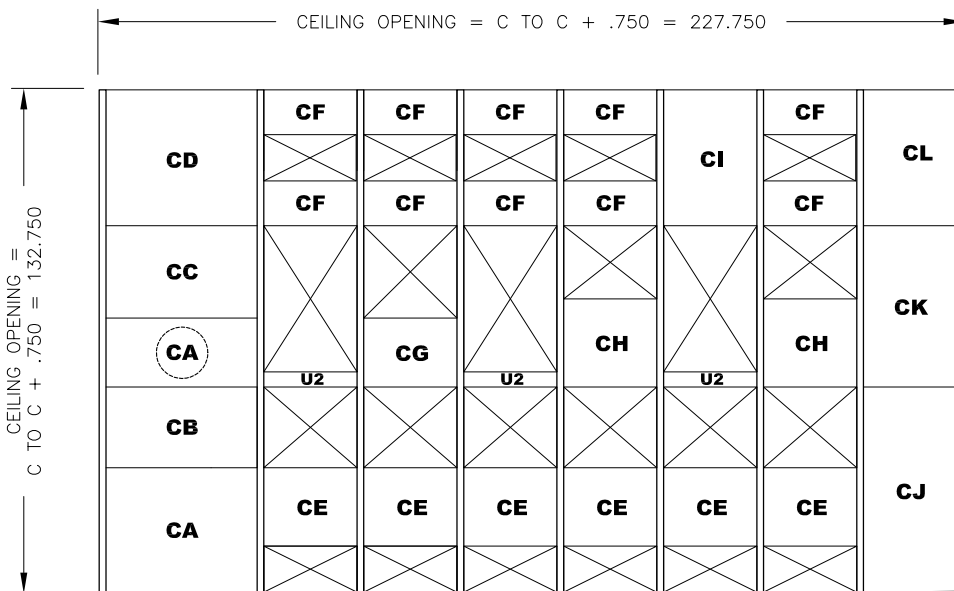 CEILING OPENING = C TO C + .750 = 227.750
CEILING OPENING =
C TO C + .750 = 132.750
CF CF CF CF CF
CD CI CL
CF CF CF CF CF
CC
CK
CA CG CH CH
U2 U2 U2
CB
CJ
CE CE CE CE CE CE
CA